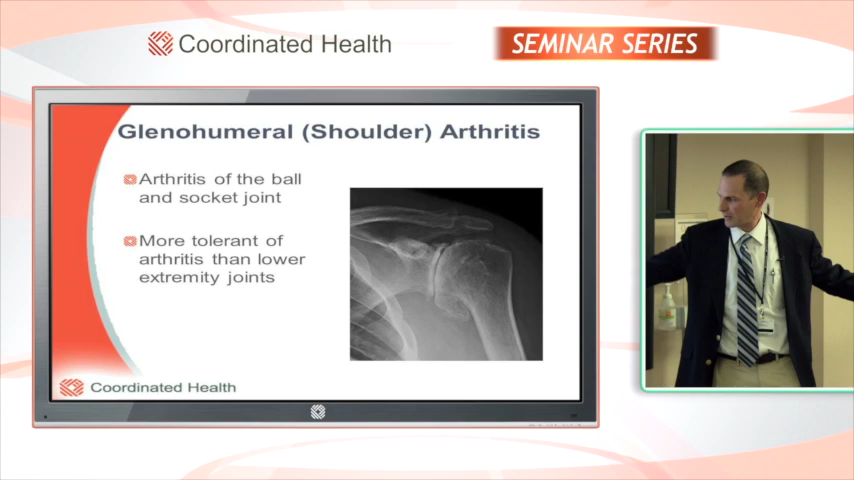 Coordinated Health
SEMINAR SERIES
Glenohumeral (Shoulder) Arthritis
Arthritis of the ball
and socket joint
More tolerant of
arthritis than lower
extremity joints
Coordinated Health